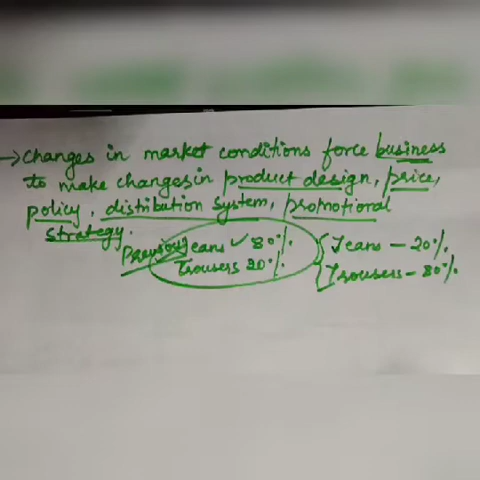 → Changes in market conditions force business
to make changes in product design, price,
policy, distribution system, promotional
strategy.
Previous Jeans ✓ 80%. { Jeans - 20%.
Trousers 20%. Trousers - 80%.